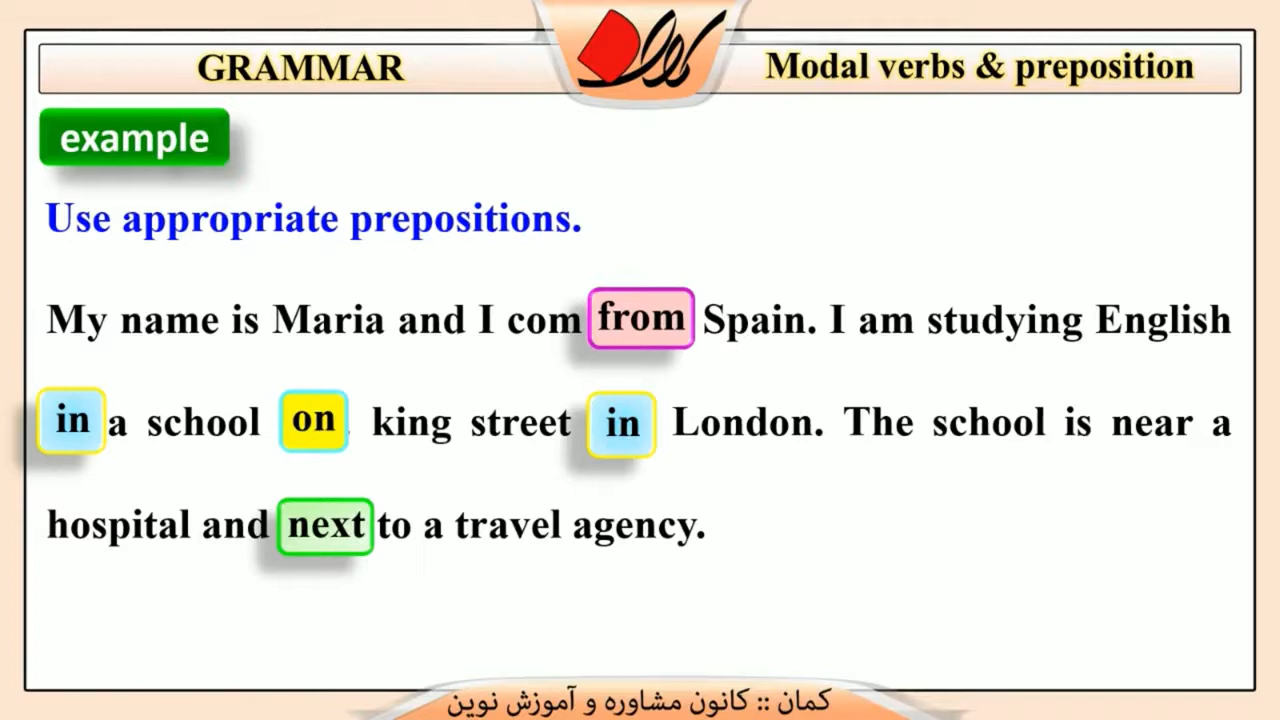 GRAMMAR
Modal verbs & preposition
example
Use appropriate prepositions.
My name is Maria and I com from Spain. I am studying English
in a school on king street in London. The school is near a
hospital and next to a travel agency.
کمان :: کانون مشاوره و آموزش نوین